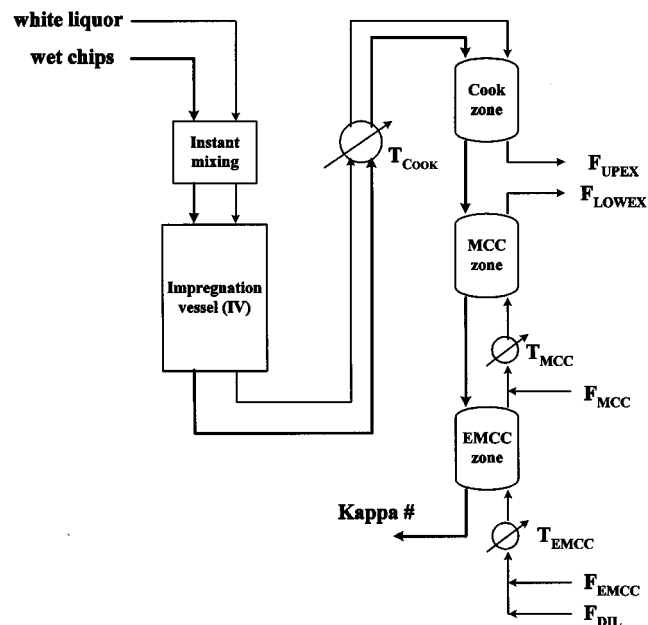 white liquor
wet chips
Instant
mixing
Impregnation
vessel (IV)
T_COOK
Cook
zone
F_UPEX
F_LOWEX
MCC
zone
T_MCC
F_MCC
EMCC
zone
Kappa #
T_EMCC
F_EMCC
F_DIL